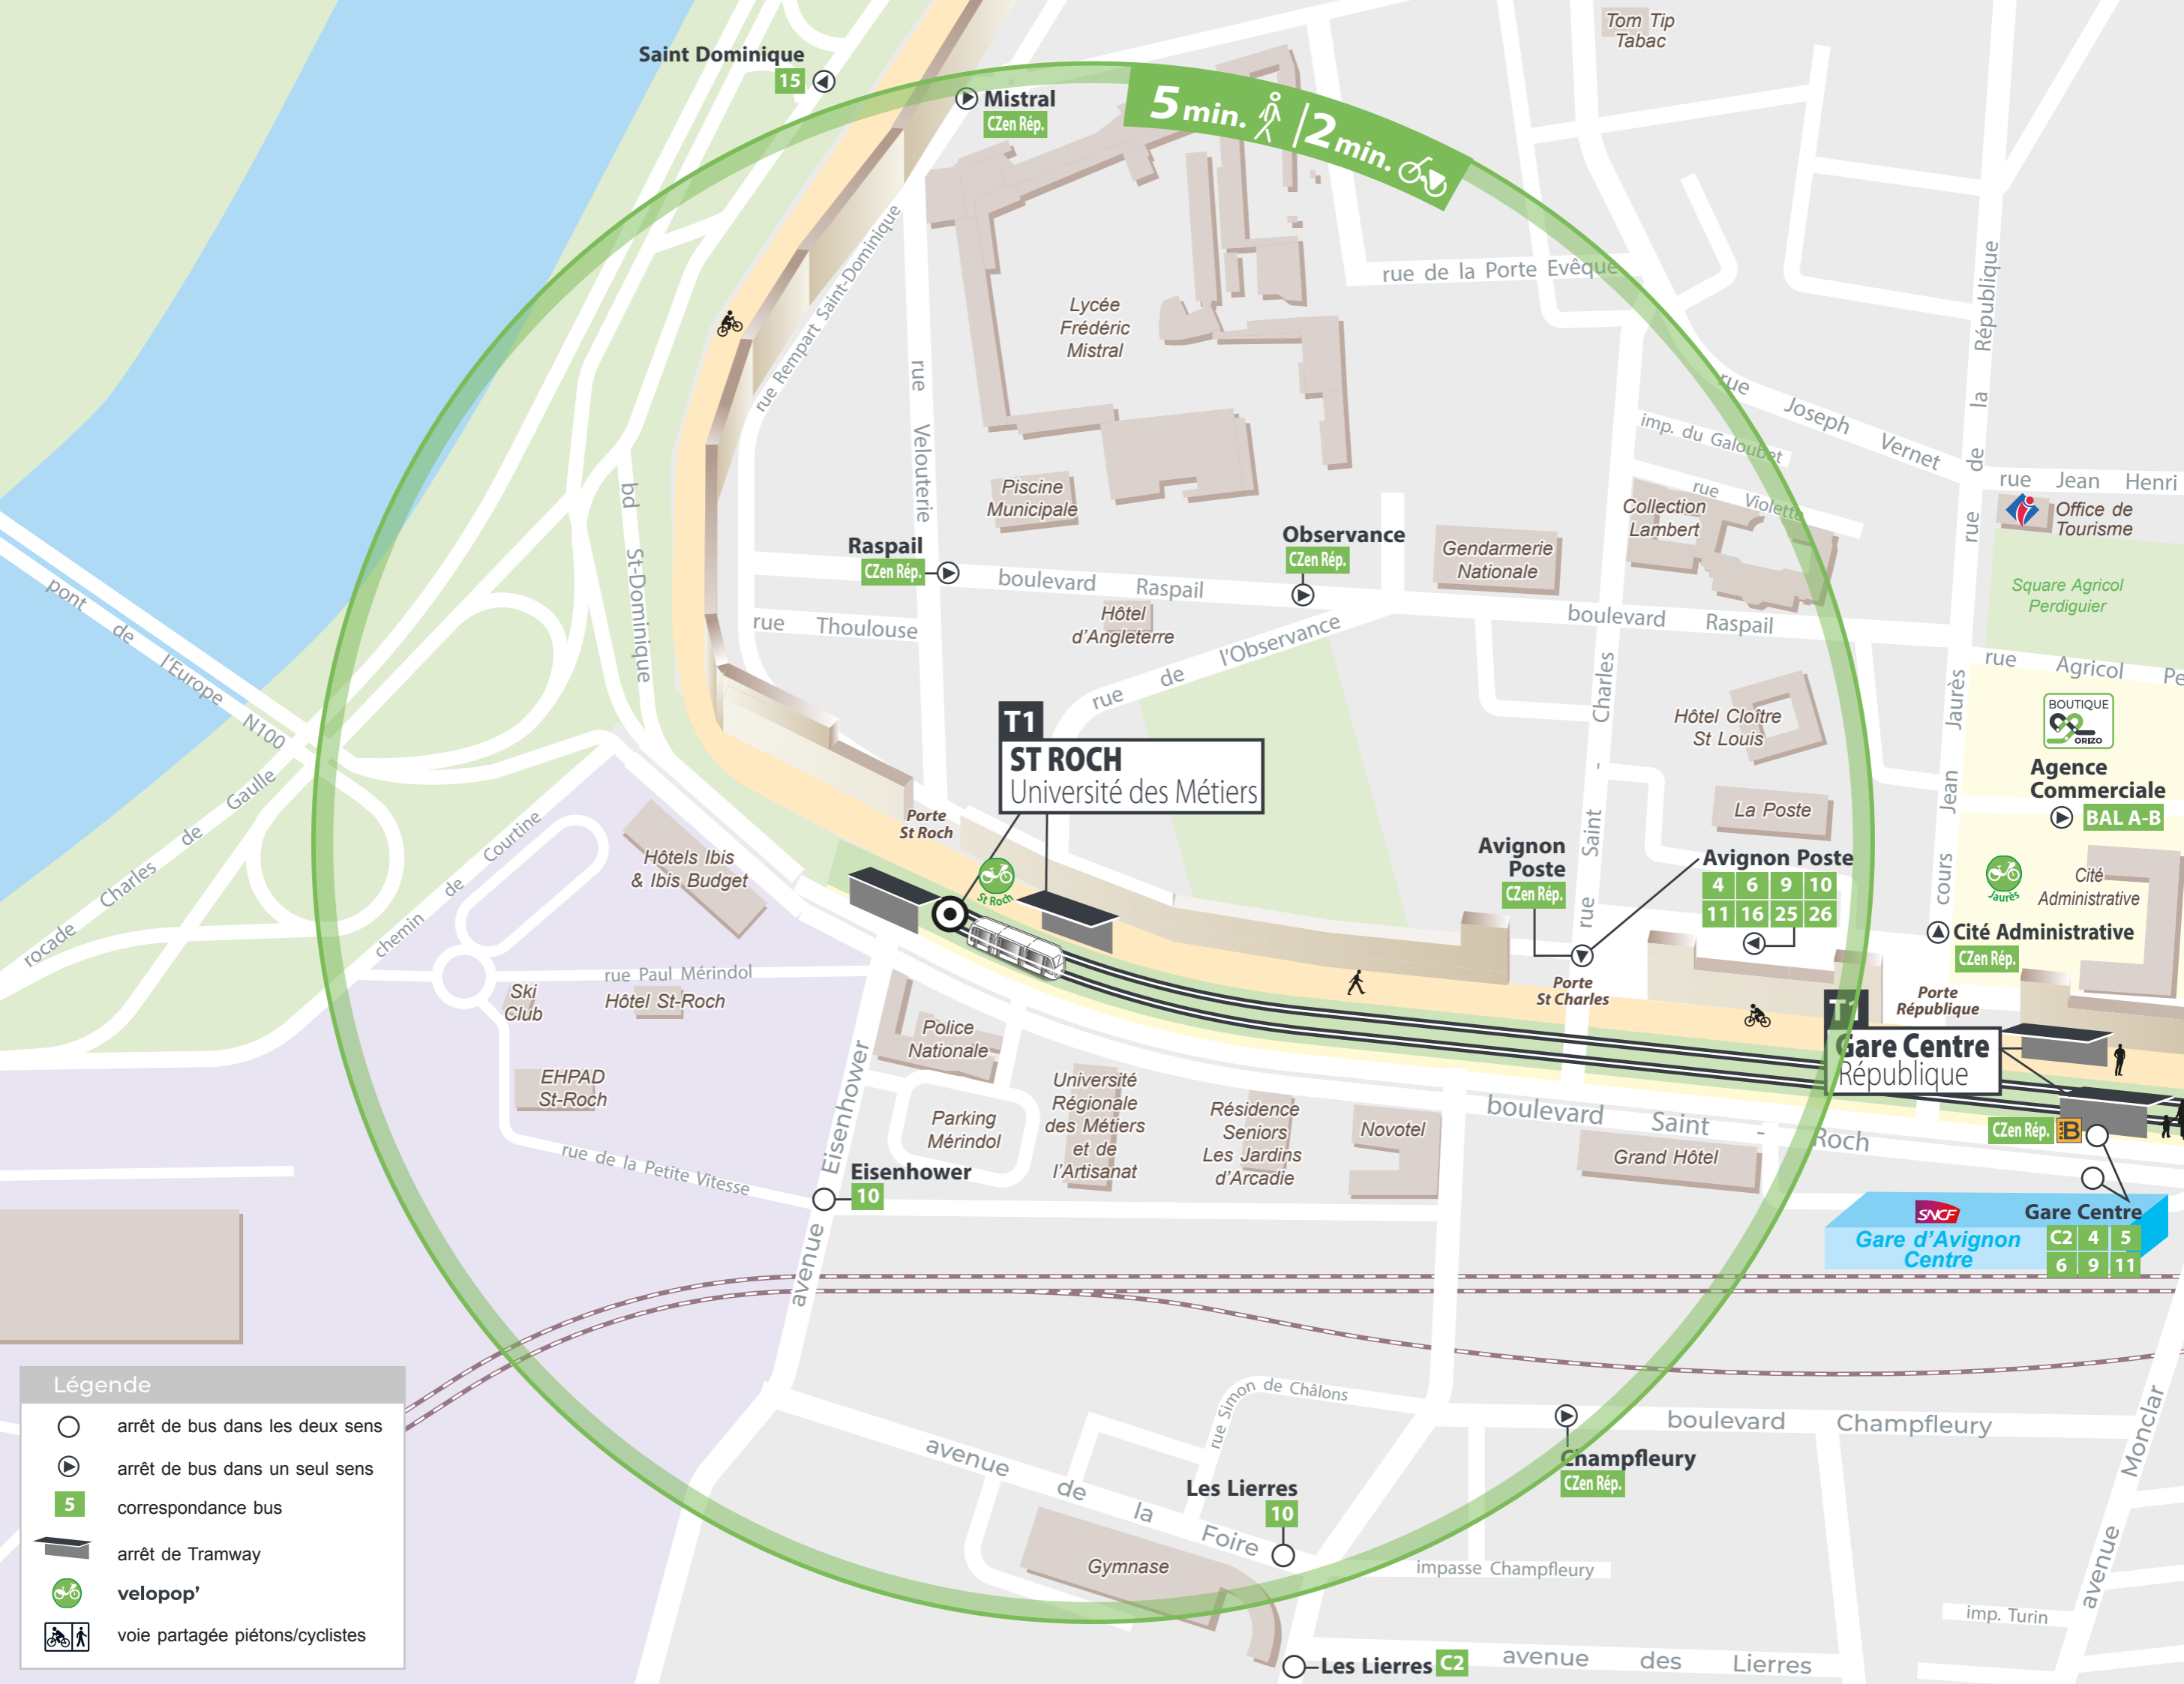 Tom Tip
Tabac
Saint Dominique
15
Mistral
CZen Rép.
5 min. / 2 min.
rue de la Porte Evêque
rue Rempart Saint-Dominique
rue Velouterie
Lycée
Frédéric
Mistral
rue de la République
rue Joseph Vernet
imp. du Galoubet
rue Violette
rue Jean Henri
Office de
Tourisme
Piscine
Municipale
Collection
Lambert
Raspail
CZen Rép.
Observance
CZen Rép.
Gendarmerie
Nationale
boulevard Raspail
boulevard Raspail
Square Agricol
Perdiguier
bd St-Dominique
Hôtel
d'Angleterre
rue Thoulouse
rue de l'Observance
rue Agricol Pe
pont de l'Europe N100
rue Saint - Charles
cours Jean Jaurès
Hôtel Cloître
St Louis
BOUTIQUE
ORIZO
Agence
Commerciale
BAL A-B
T1
ST ROCH
Université des Métiers
La Poste
rocade Charles de Gaulle
chemin de Courtine
Porte
St Roch
Hôtels Ibis
& Ibis Budget
St Roch
Avignon
Poste
CZen Rép.
Avignon Poste
4 6 9 10
11 16 25 26
Jaurès
Cité
Administrative
Cité Administrative
CZen Rép.
rue Paul Mérindol
Ski
Club
Hôtel St-Roch
Porte
St Charles
Porte
République
T1
Gare Centre
République
Police
Nationale
EHPAD
St-Roch
Parking
Mérindol
Université
Régionale
des Métiers
et de
l'Artisanat
Résidence
Seniors
Les Jardins
d'Arcadie
Novotel
boulevard Saint - Roch
Grand Hôtel
CZen Rép.
B
rue de la Petite Vitesse
avenue Eisenhower
Eisenhower
10
SNCF
Gare d'Avignon
Centre
Gare Centre
C2 4 5
6 9 11
Légende
arrêt de bus dans les deux sens
arrêt de bus dans un seul sens
5
correspondance bus
arrêt de Tramway
velopop'
voie partagée piétons/cyclistes
rue Simon de Châlons
boulevard Champfleury
Champfleury
CZen Rép.
avenue de la Foire
Les Lierres
10
Gymnase
impasse Champfleury
avenue Monclar
imp. Turin
Les Lierres C2
avenue des Lierres